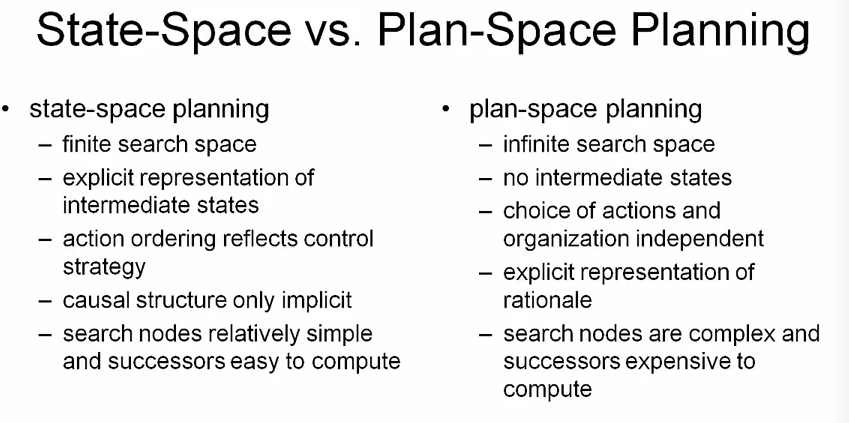 State-Space vs. Plan-Space Planning
• state-space planning
– finite search space
– explicit representation of
intermediate states
– action ordering reflects control
strategy
– causal structure only implicit
– search nodes relatively simple
and successors easy to compute
• plan-space planning
– infinite search space
– no intermediate states
– choice of actions and
organization independent
– explicit representation of
rationale
– search nodes are complex and
successors expensive to
compute